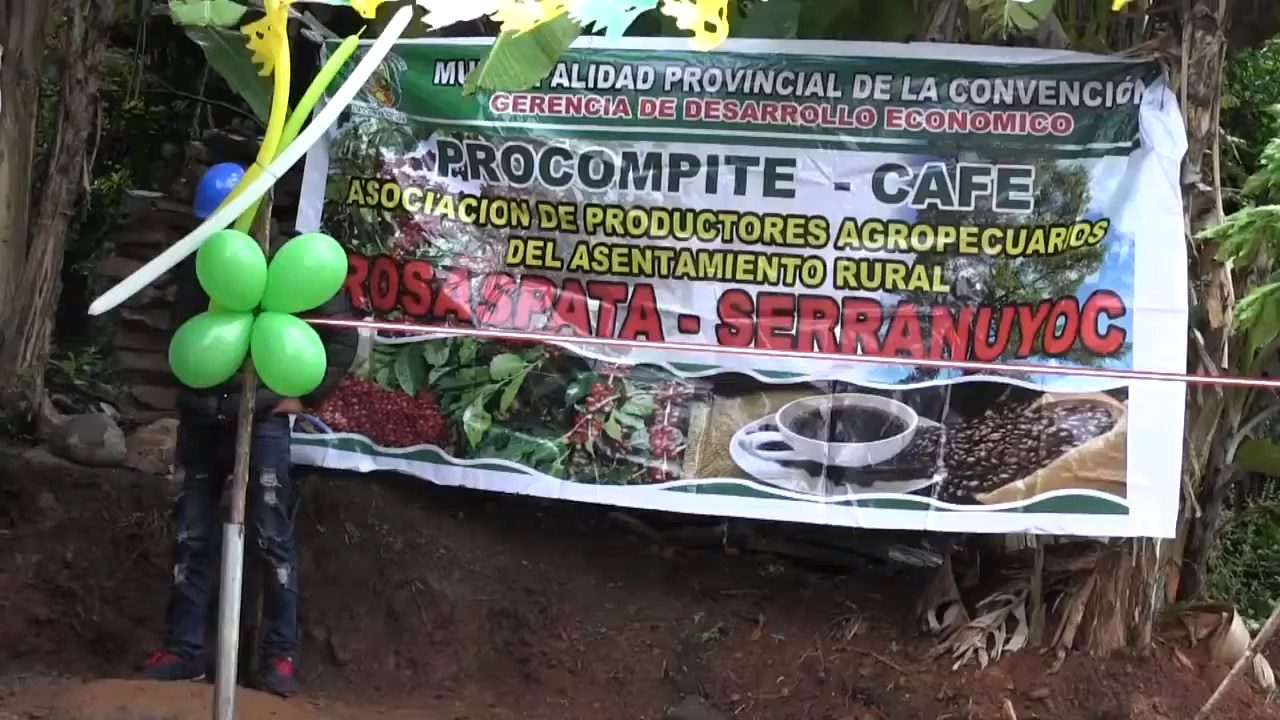 MUNICIPALIDAD PROVINCIAL DE LA CONVENCIÓN
GERENCIA DE DESARROLLO ECONOMICO
PROCOMPITE - CAFE
ASOCIACION DE PRODUCTORES AGROPECUARIOS
DEL ASENTAMIENTO RURAL
ROSASPATA - SERRANUYOC